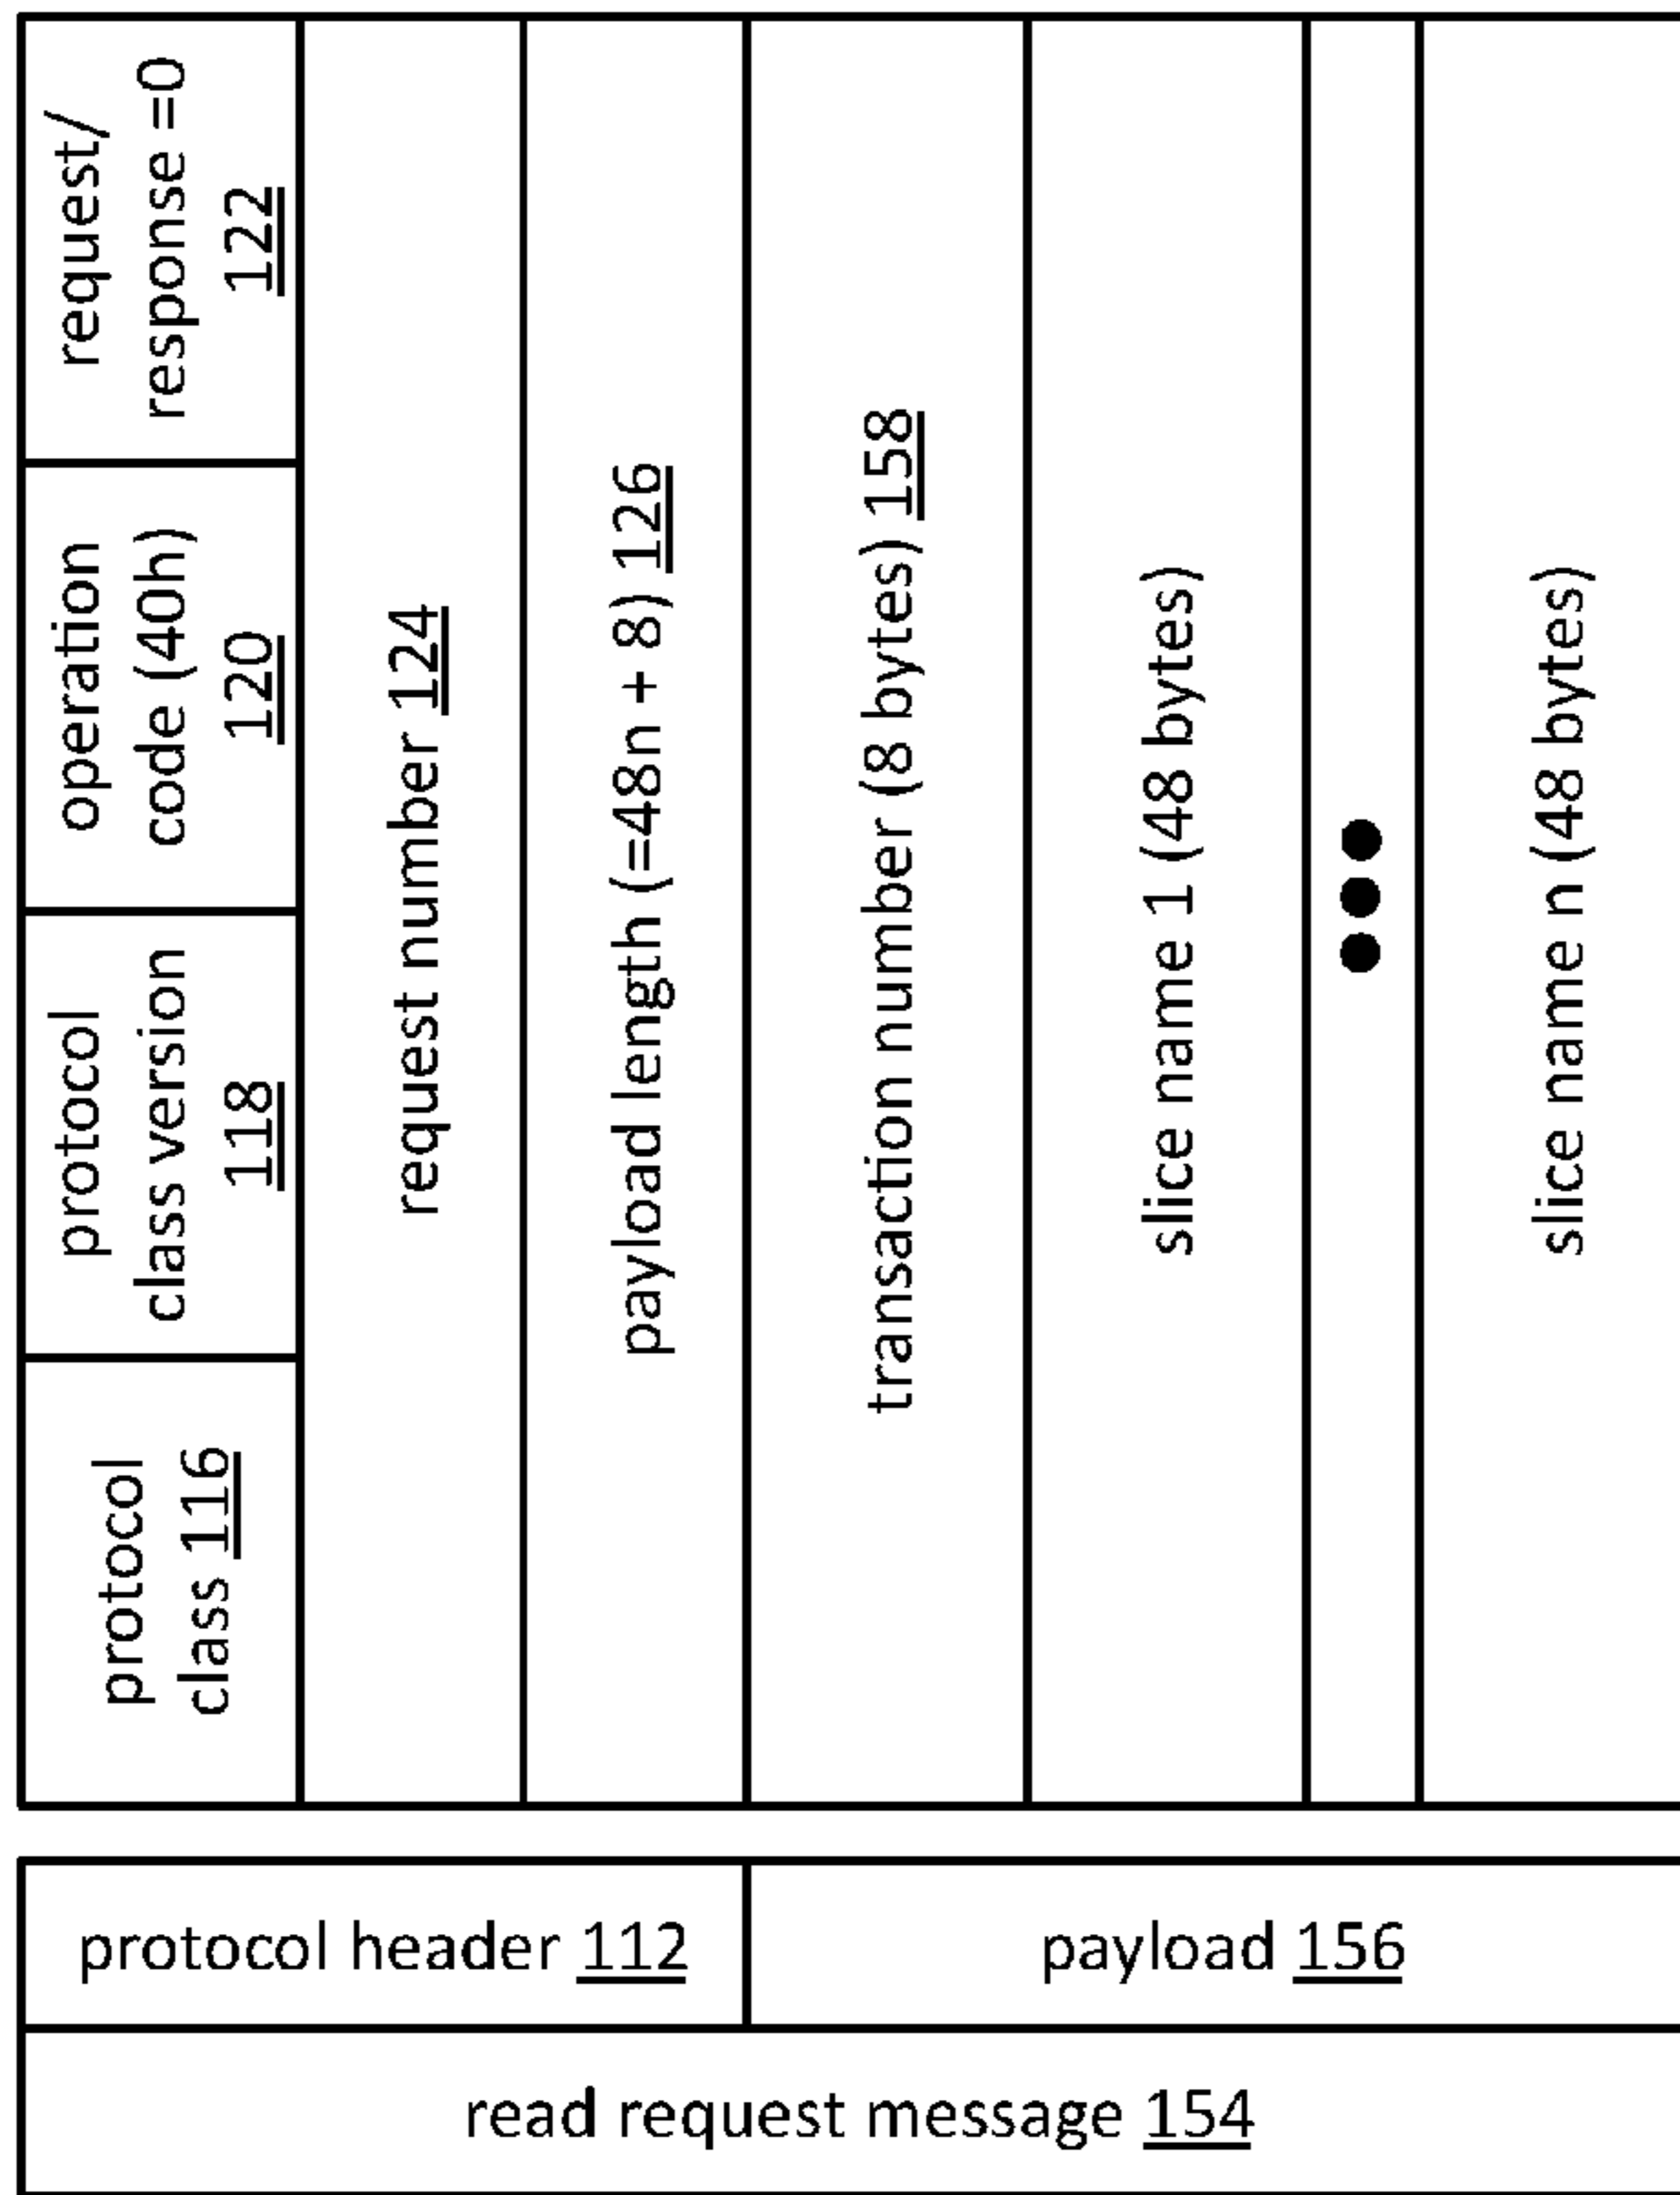 protocol
class 116
protocol
class version
118
operation
code (40h)
120
request/
response =0
122
request number 124
payload length (=48n + 8) 126
transaction number (8 bytes) 158
slice name 1 (48 bytes)
slice name n (48 bytes)
protocol header 112
payload 156
read request message 154